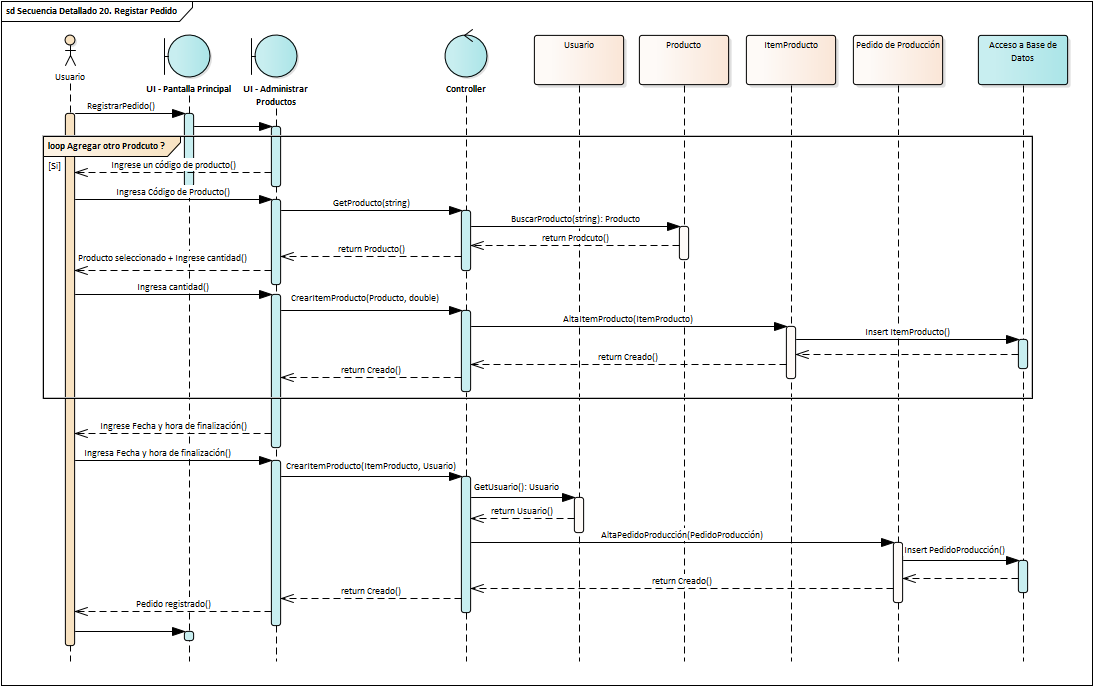 sd Secuencia Detallado 20. Registar Pedido
Usuario
UI - Pantalla Principal
UI - Administrar
Productos
Controller
Usuario
Producto
ItemProducto
Pedido de Producción
Acceso a Base de
Datos
RegistrarPedido()
loop Agregar otro Prodcuto ?
[Si]
Ingrese un código de producto()
Ingresa Código de Producto()
GetProducto(string)
BuscarProducto(string): Producto
return Prodcuto()
return Producto()
Producto seleccionado + Ingrese cantidad()
Ingresa cantidad()
CrearItemProducto(Producto, double)
AltaItemProducto(ItemProducto)
Insert ItemProducto()
return Creado()
return Creado()
Ingrese Fecha y hora de finalización()
Ingresa Fecha y hora de finalización()
CrearItemProducto(ItemProducto, Usuario)
GetUsuario(): Usuario
return Usuario()
AltaPedidoProducción(PedidoProducción)
Insert PedidoProducción()
return Creado()
return Creado()
Pedido registrado()